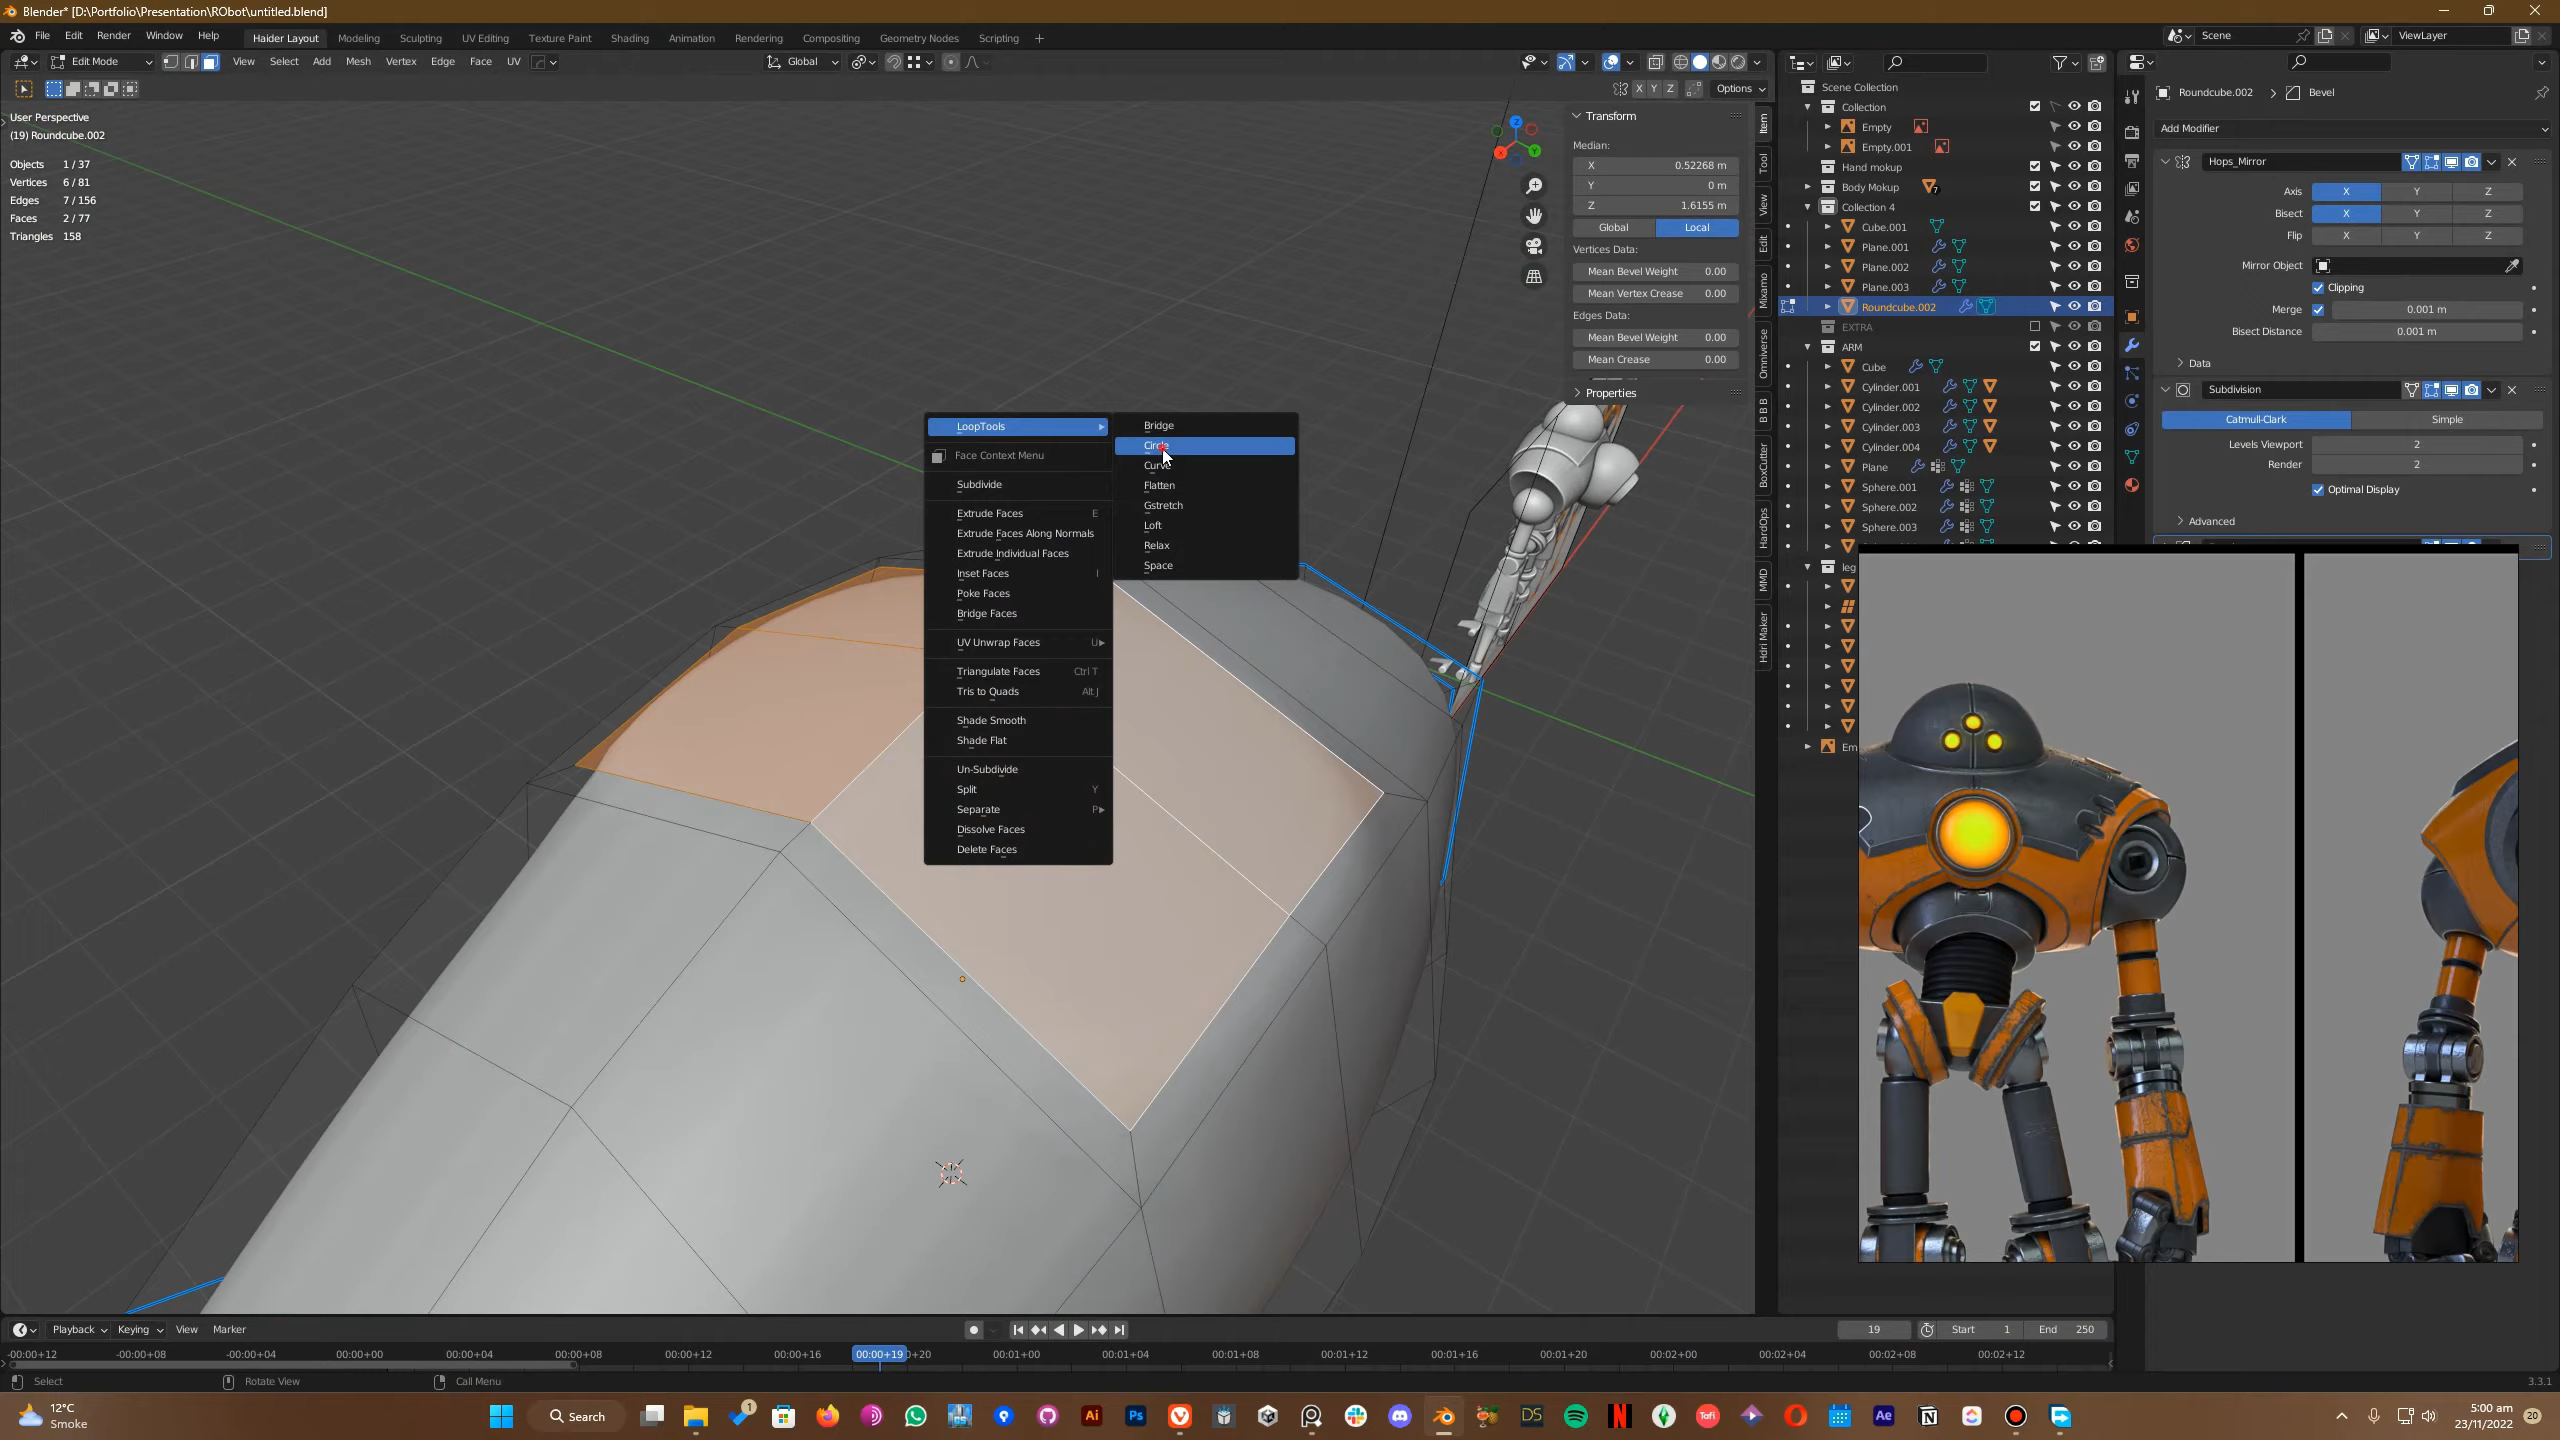 Blender* [D:\Portfolio\Presentation\RObot\untitled.blend]
File Edit Render Window Help
Haider Layout Modeling Sculpting UV Editing Texture Paint Shading Animation Rendering Compositing Geometry Nodes Scripting
Scene
ViewLayer
Edit Mode View Select Add Mesh Vertex Edge Face UV
Global
X Y Z Options
User Perspective
(19) Roundcube.002
Objects 1 / 37
Vertices 6 / 81
Edges 7 / 156
Faces 2 / 77
Triangles 158
Transform
Median:
X 0.52268 m
Y 0 m
Z 1.6155 m
Global Local
Vertices Data:
Mean Bevel Weight 0.00
Mean Vertex Crease 0.00
Edges Data:
Mean Bevel Weight 0.00
Mean Crease 0.00
Properties
Item
Tool
View
Edit
Mixamo
Omniverse
B B B
BoxCutter
HardOps
MMD
Hdri Maker
LoopTools
Face Context Menu
Subdivide
Extrude Faces E
Extrude Faces Along Normals
Extrude Individual Faces
Inset Faces I
Poke Faces
Bridge Faces
UV Unwrap Faces U
Triangulate Faces Ctrl T
Tris to Quads Alt J
Shade Smooth
Shade Flat
Un-Subdivide
Split Y
Separate P
Dissolve Faces
Delete Faces
Bridge
Circle
Curve
Flatten
Gstretch
Loft
Relax
Space
Scene Collection
Collection
Empty
Empty.001
Hand mokup
Body Mokup 7
Collection 4
Cube.001
Plane.001
Plane.002
Plane.003
Roundcube.002
EXTRA
ARM
Cube
Cylinder.001
Cylinder.002
Cylinder.003
Cylinder.004
Plane
Sphere.001
Sphere.002
Sphere.003
leg
Em
Roundcube.002 Bevel
Add Modifier
Hops_Mirror
Axis X Y Z
Bisect X Y Z
Flip X Y Z
Mirror Object
Clipping
Merge 0.001 m
Bisect Distance 0.001 m
Data
Subdivision
Catmull-Clark Simple
Levels Viewport 2
Render 2
Optimal Display
Advanced
Playback Keying View Marker
19 Start 1 End 250
-00:00+12 -00:00+08 -00:00+04 00:00+00 00:00+04 00:00+08 00:00+12 00:00+16 00:00+19 0+20 00:01+00 00:01+04 00:01+08 00:01+12 00:01+16 00:01+20 00:02+00 00:02+04 00:02+08 00:02+12
Select Rotate View Call Menu
3.3.1
12°C
Smoke
Search
1
Ai
Ps
DS
N
Tafi
Ae
N
5:00 am
23/11/2022
20